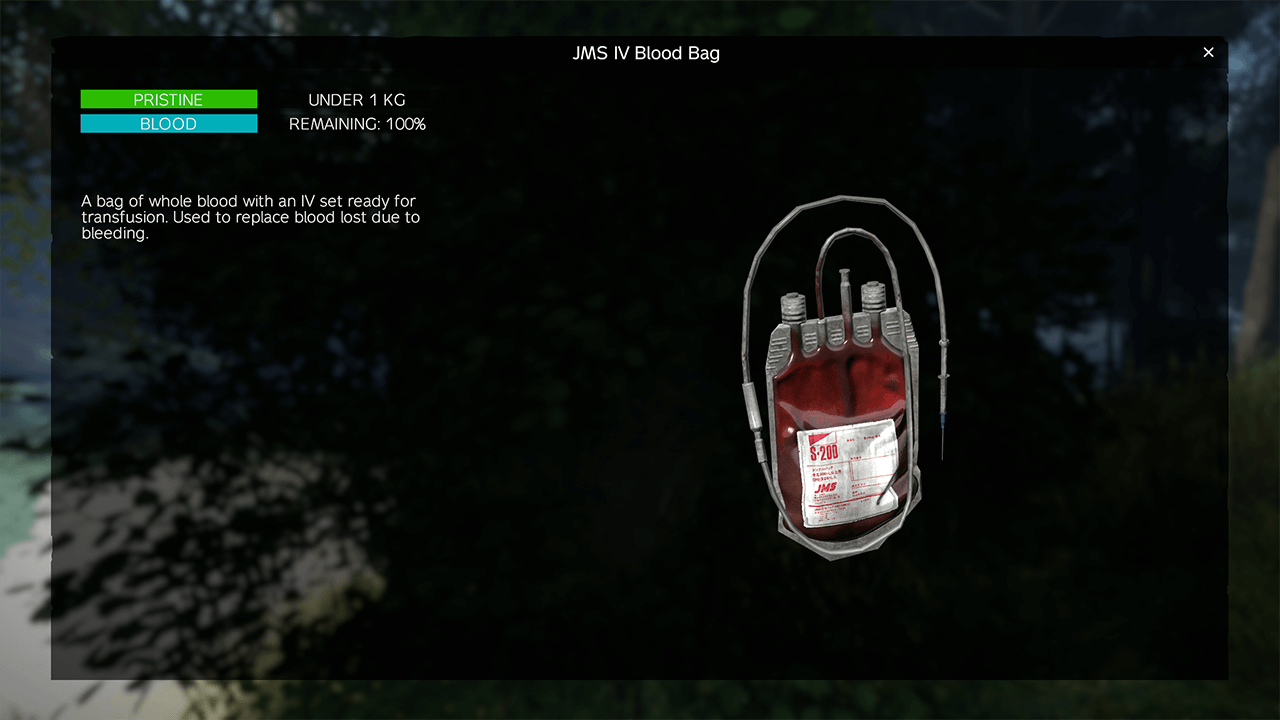 JMS IV Blood Bag
PRISTINE
UNDER 1 KG
BLOOD
REMAINING: 100%
A bag of whole blood with an IV set ready for
transfusion. Used to replace blood lost due to
bleeding.
S-200
JMS